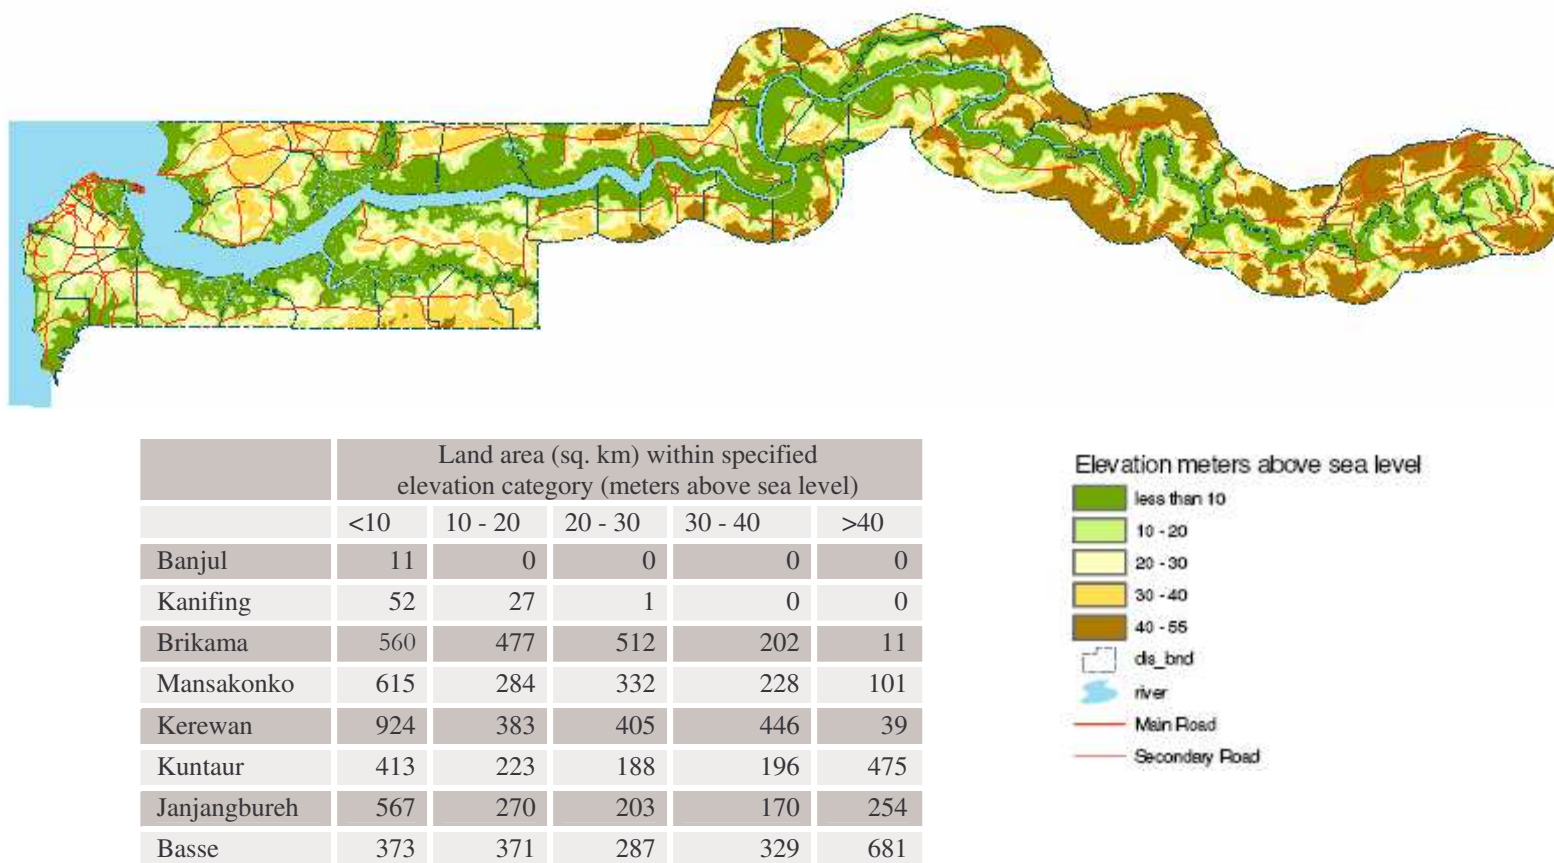 Land area (sq. km) within specified
elevation category (meters above sea level)
<10 10 - 20 20 - 30 30 - 40 >40
Banjul 11 0 0 0 0
Kanifing 52 27 1 0 0
Brikama 560 477 512 202 11
Mansakonko 615 284 332 228 101
Kerewan 924 383 405 446 39
Kuntaur 413 223 188 196 475
Janjangbureh 567 270 203 170 254
Basse 373 371 287 329 681
Elevation meters above sea level
less than 10
10 - 20
20 - 30
30 - 40
40 - 55
dis_bnd
river
Main Road
Secondary Road